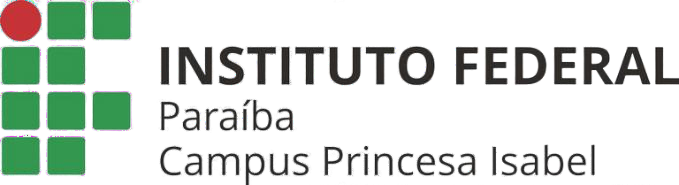 INSTITUTO FEDERAL
Paraíba
Campus Princesa Isabel